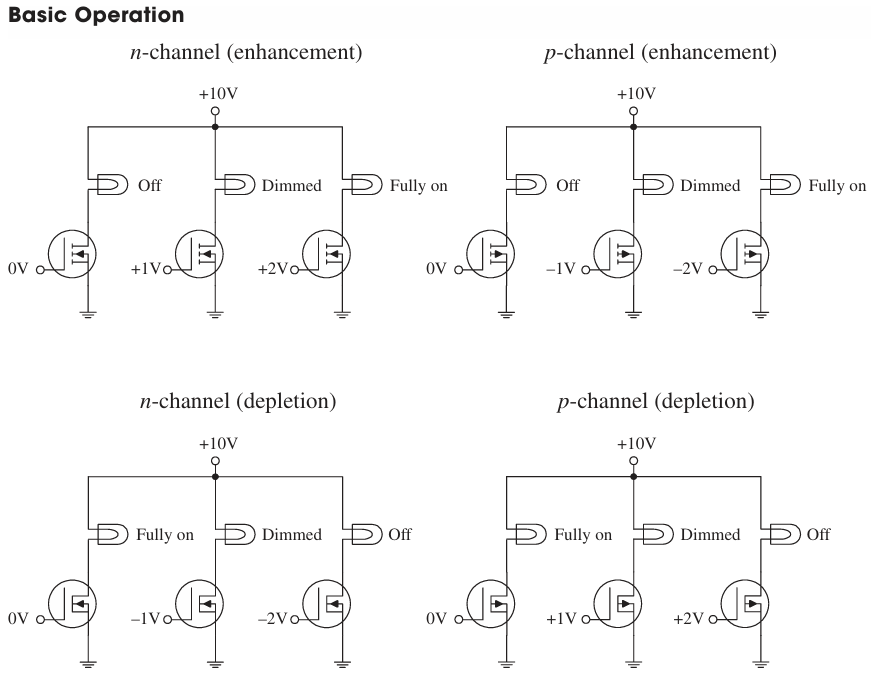 Basic Operation
n-channel (enhancement)
+10V
Off
Dimmed
Fully on
0V
+1V
+2V
p-channel (enhancement)
+10V
Off
Dimmed
Fully on
0V
–1V
–2V
n-channel (depletion)
+10V
Fully on
Dimmed
Off
0V
–1V
–2V
p-channel (depletion)
+10V
Fully on
Dimmed
Off
0V
+1V
+2V